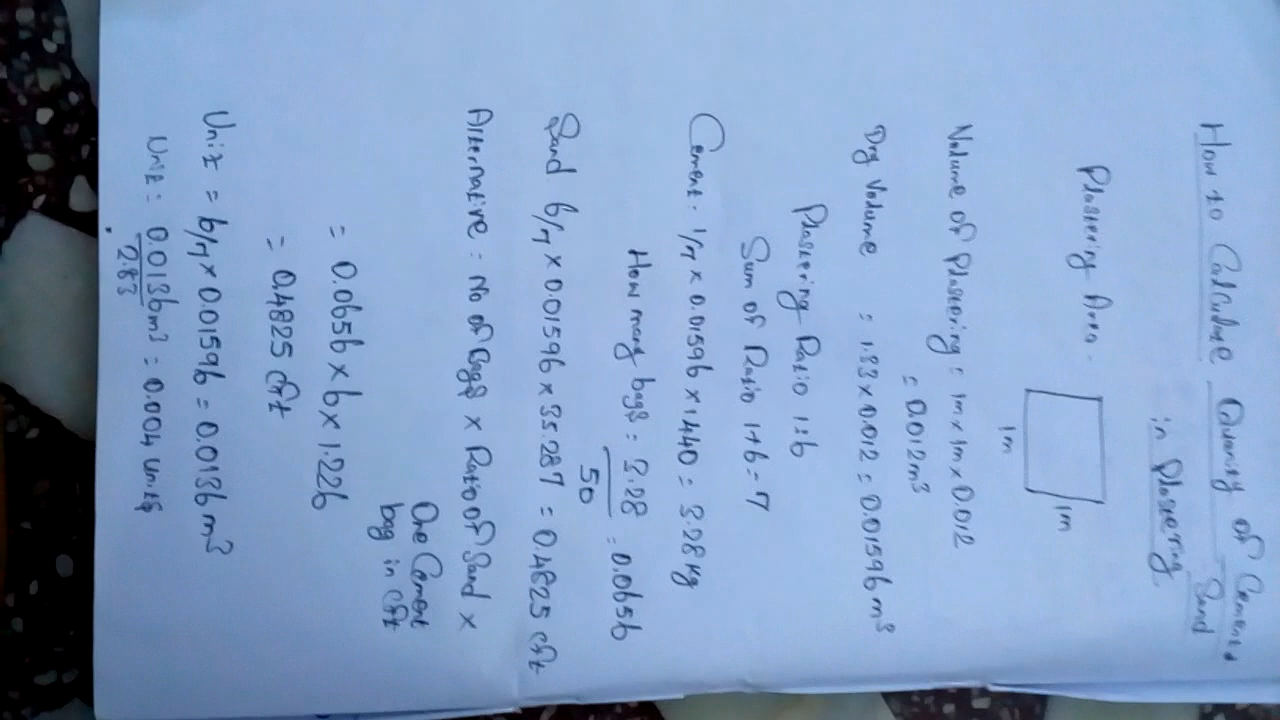 How to Calculate Quantity of Cement &
Sand
in Plastering
Plastering Area.
1m
1m
Volume of Plastering = 1m x 1m x 0.012
= 0.012m³
Dry Volume = 1.33 x 0.012 = 0.01596 m³
Plastering Ratio 1:6
Sum of Ratio 1+6=7
Cement. 1/7 x 0.01596 x 1440 = 3.28 Kg
How many bags = 3.28/50 = 0.0656
Sand 6/7 x 0.01596 x 35.287 = 0.4825 cft
Alternative = No of Bags x Ratio of Sand x
One Cement
bag in Cft
= 0.0656 x 6 x 1.226
= 0.4825 cft
Unit = 6/7 x 0.01596 = 0.0136 m³
Unit = 0.0136m³/2.83 = 0.004 units